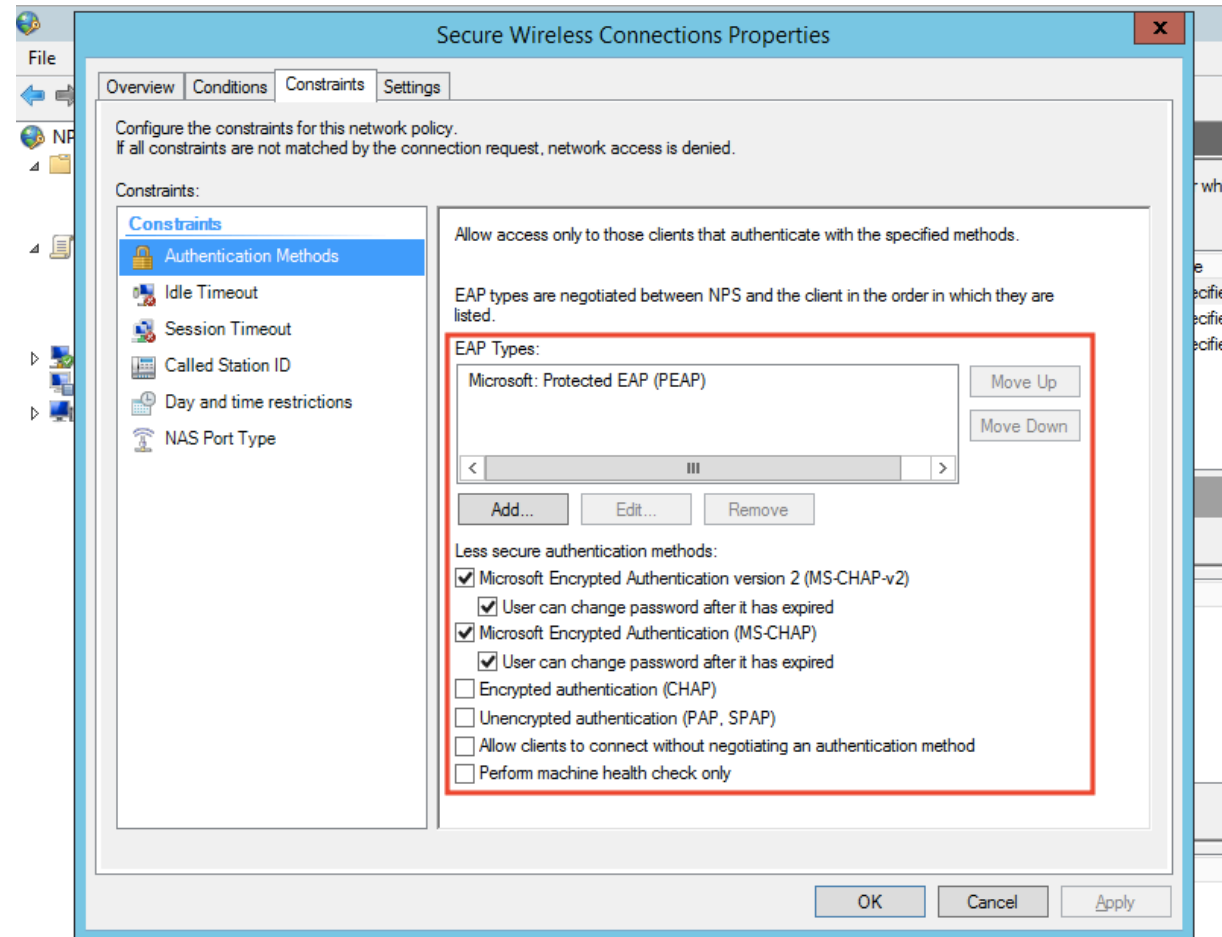 Secure Wireless Connections Properties
x
File
Overview
Conditions
Constraints
Settings
Configure the constraints for this network policy.
If all constraints are not matched by the connection request, network access is denied.
Constraints:
Constraints
Authentication Methods
Idle Timeout
Session Timeout
Called Station ID
Day and time restrictions
NAS Port Type
Allow access only to those clients that authenticate with the specified methods.
EAP types are negotiated between NPS and the client in the order in which they are
listed.
EAP Types:
Microsoft: Protected EAP (PEAP)
Move Up
Move Down
Add...
Edit...
Remove
Less secure authentication methods:
Microsoft Encrypted Authentication version 2 (MS-CHAP-v2)
User can change password after it has expired
Microsoft Encrypted Authentication (MS-CHAP)
User can change password after it has expired
Encrypted authentication (CHAP)
Unencrypted authentication (PAP, SPAP)
Allow clients to connect without negotiating an authentication method
Perform machine health check only
OK
Cancel
Apply